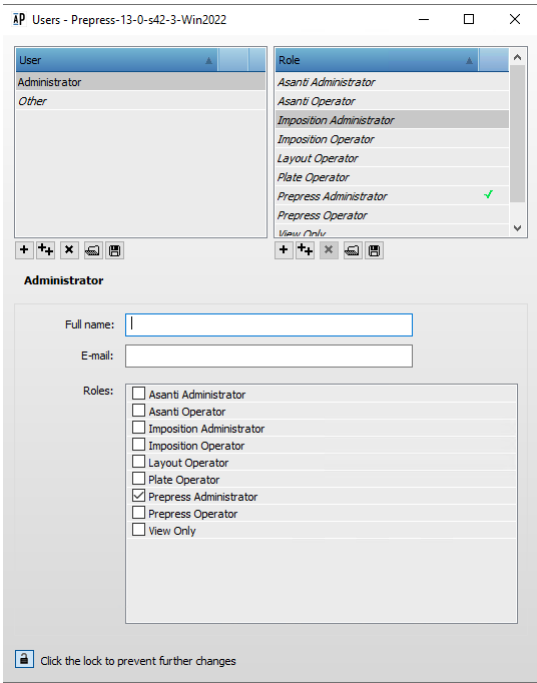 AP Users - Prepress-13-0-s42-3-Win2022
User
Administrator
Other
Role
Asanti Administrator
Asanti Operator
Imposition Administrator
Imposition Operator
Layout Operator
Plate Operator
Prepress Administrator
Prepress Operator
View Only
Administrator
Full name:
E-mail:
Roles:
Asanti Administrator
Asanti Operator
Imposition Administrator
Imposition Operator
Layout Operator
Plate Operator
Prepress Administrator
Prepress Operator
View Only
Click the lock to prevent further changes